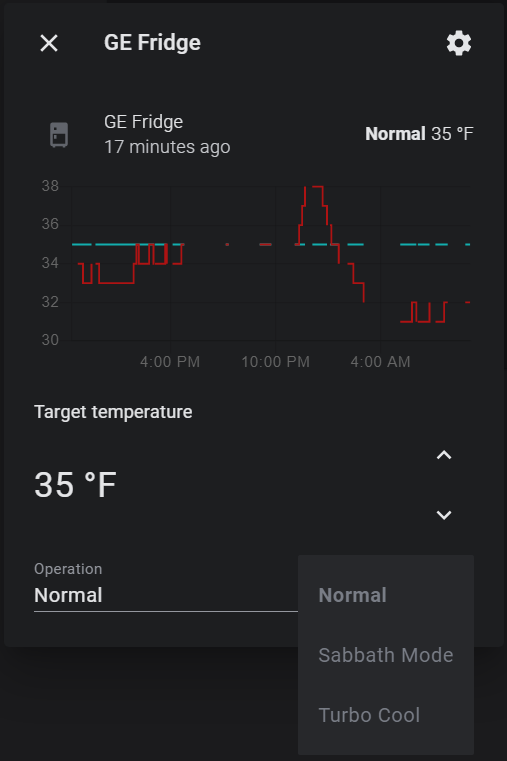 GE Fridge
GE Fridge
17 minutes ago
Normal 35 °F
38
36
34
32
30
4:00 PM 10:00 PM 4:00 AM
Target temperature
35 °F
Operation
Normal
Normal
Sabbath Mode
Turbo Cool